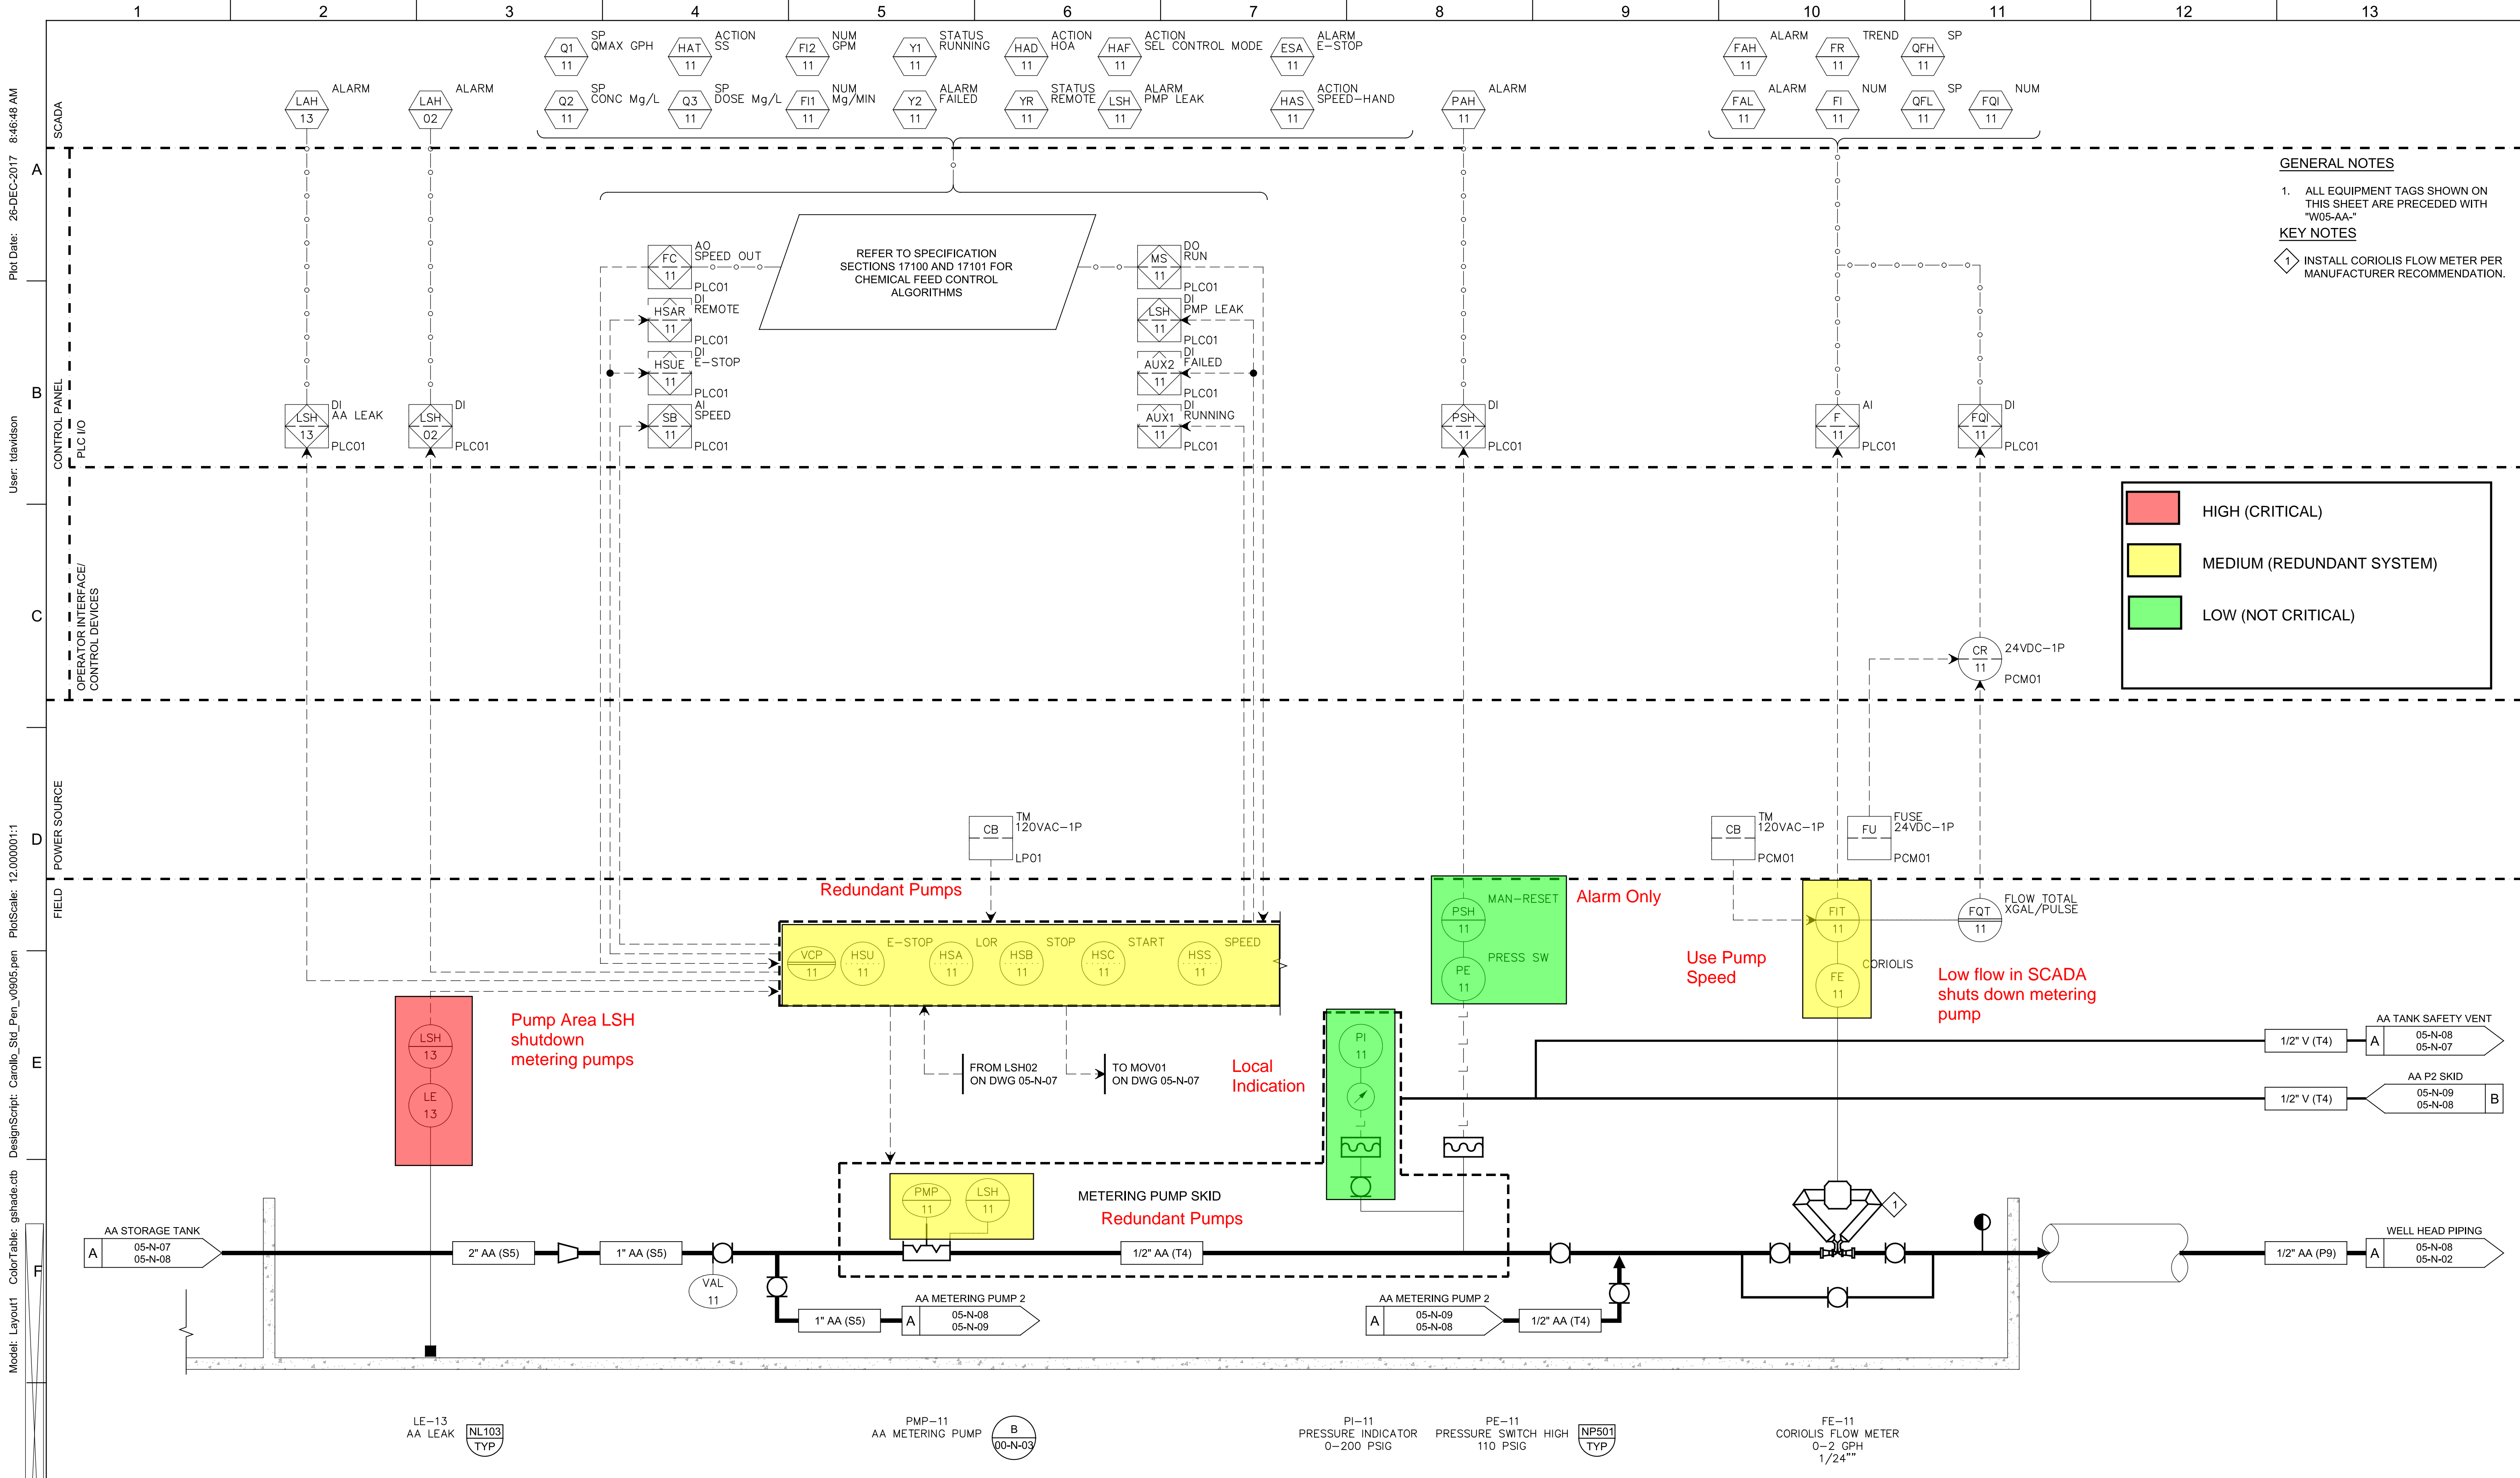 1 2 3 4 5 6 7 8 9 10 11 12 13
SCADA
LAH 13 ALARM
LAH 02 ALARM
Q1 11 SP QMAX GPH
HAT 11 ACTION SS
FI2 11 NUM GPM
Y1 11 STATUS RUNNING
HAD 11 ACTION HOA
HAF 11 ACTION SEL CONTROL MODE
ESA 11 ALARM E-STOP
Q2 11 SP CONC Mg/L
Q3 11 SP DOSE Mg/L
FI1 11 NUM Mg/MIN
Y2 11 ALARM FAILED
YR 11 STATUS REMOTE
LSH 11 ALARM PMP LEAK
HAS 11 ACTION SPEED-HAND
PAH 11 ALARM
FAH 11 ALARM
FR 11 TREND
QFH 11 SP
FAL 11 ALARM
FI 11 NUM
QFL 11 SP
FQI 11 NUM
A
B
C
D
E
F
CONTROL PANEL
PLC I/O
OPERATOR INTERFACE/
CONTROL DEVICES
POWER SOURCE
FIELD
Plot Date: 26-DEC-2017 8:46:48 AM
User: tdavidson
Model: Layout1 ColorTable: gshade.ctb DesignScript: Carollo_Std_Pen_v0905.pen PlotScale: 12.000001:1
GENERAL NOTES
1. ALL EQUIPMENT TAGS SHOWN ON
THIS SHEET ARE PRECEDED WITH
"W05-AA-"
KEY NOTES
1 INSTALL CORIOLIS FLOW METER PER
MANUFACTURER RECOMMENDATION.
REFER TO SPECIFICATION
SECTIONS 17100 AND 17101 FOR
CHEMICAL FEED CONTROL
ALGORITHMS
FC 11 AO SPEED OUT PLC01
HSAR 11 DI REMOTE PLC01
HSUE 11 DI E-STOP PLC01
SB 11 AI SPEED PLC01
MS 11 DO RUN PLC01
LSH 11 DI PMP LEAK PLC01
AUX2 11 DI FAILED PLC01
AUX1 11 DI RUNNING PLC01
LSH 13 DI AA LEAK PLC01
LSH 02 DI PLC01
PSH 11 DI PLC01
F 11 AI PLC01
FQI 11 DI PLC01
HIGH (CRITICAL)
MEDIUM (REDUNDANT SYSTEM)
LOW (NOT CRITICAL)
CR 11 24VDC-1P PCM01
CB TM 120VAC-1P LP01
CB TM 120VAC-1P PCM01
FU FUSE 24VDC-1P PCM01
Redundant Pumps
VCP 11
HSU 11 E-STOP
HSA 11 LOR
HSB 11 STOP
HSC 11 START
HSS 11 SPEED
PSH 11 MAN-RESET
PE 11 PRESS SW
Alarm Only
FIT 11
FE 11 CORIOLIS
FQT 11 FLOW TOTAL
XGAL/PULSE
Use Pump
Speed
Low flow in SCADA
shuts down metering
pump
LSH 13
LE 13
Pump Area LSH
shutdown
metering pumps
FROM LSH02
ON DWG 05-N-07
TO MOV01
ON DWG 05-N-07
Local
Indication
PI 11
1/2" V (T4)
AA TANK SAFETY VENT
A 05-N-08
05-N-07
1/2" V (T4)
AA P2 SKID
05-N-09
05-N-08 B
PMP 11
LSH 11
METERING PUMP SKID
Redundant Pumps
1
AA STORAGE TANK
A 05-N-07
05-N-08
2" AA (S5)
1" AA (S5)
VAL 11
1/2" AA (T4)
1/2" AA (P9)
WELL HEAD PIPING
A 05-N-08
05-N-02
1" AA (S5)
AA METERING PUMP 2
A 05-N-08
05-N-09
AA METERING PUMP 2
A 05-N-09
05-N-08
1/2" AA (T4)
LE-13
AA LEAK
NL103
TYP
PMP-11
AA METERING PUMP
B
00-N-03
PI-11
PRESSURE INDICATOR
0-200 PSIG
PE-11
PRESSURE SWITCH HIGH
110 PSIG
NP501
TYP
FE-11
CORIOLIS FLOW METER
0-2 GPH
1/24""